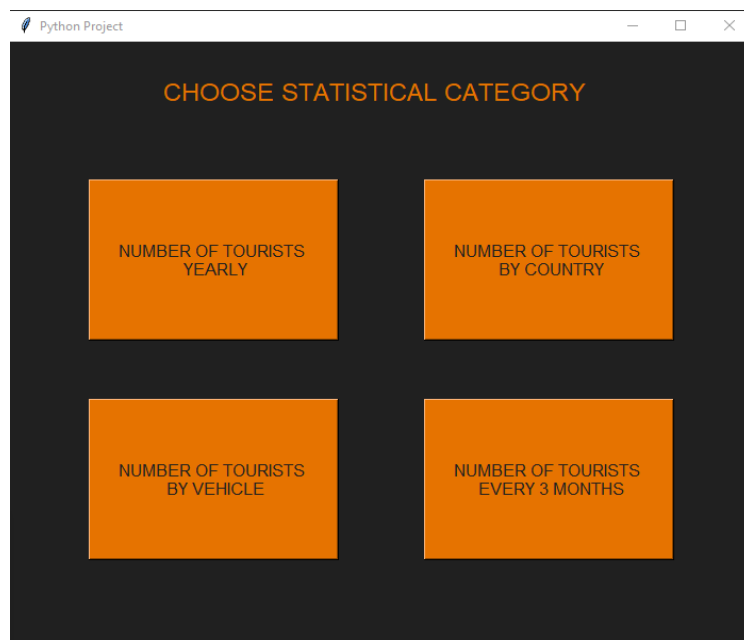 Python Project
CHOOSE STATISTICAL CATEGORY
NUMBER OF TOURISTS
YEARLY
NUMBER OF TOURISTS
BY COUNTRY
NUMBER OF TOURISTS
BY VEHICLE
NUMBER OF TOURISTS
EVERY 3 MONTHS